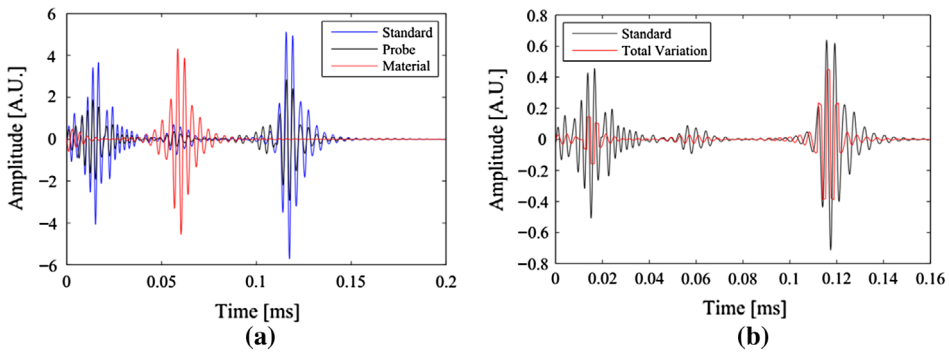 6
4
2
0
−2
−4
−6
Amplitude [A.U.]
Standard
Probe
Material
0 0.05 0.1 0.15 0.2
Time [ms]
(a)
0.8
0.6
0.4
0.2
0
−0.2
−0.4
−0.6
−0.8
Amplitude [A.U.]
Standard
Total Variation
0 0.02 0.04 0.06 0.08 0.1 0.12 0.14 0.16
Time [ms]
(b)